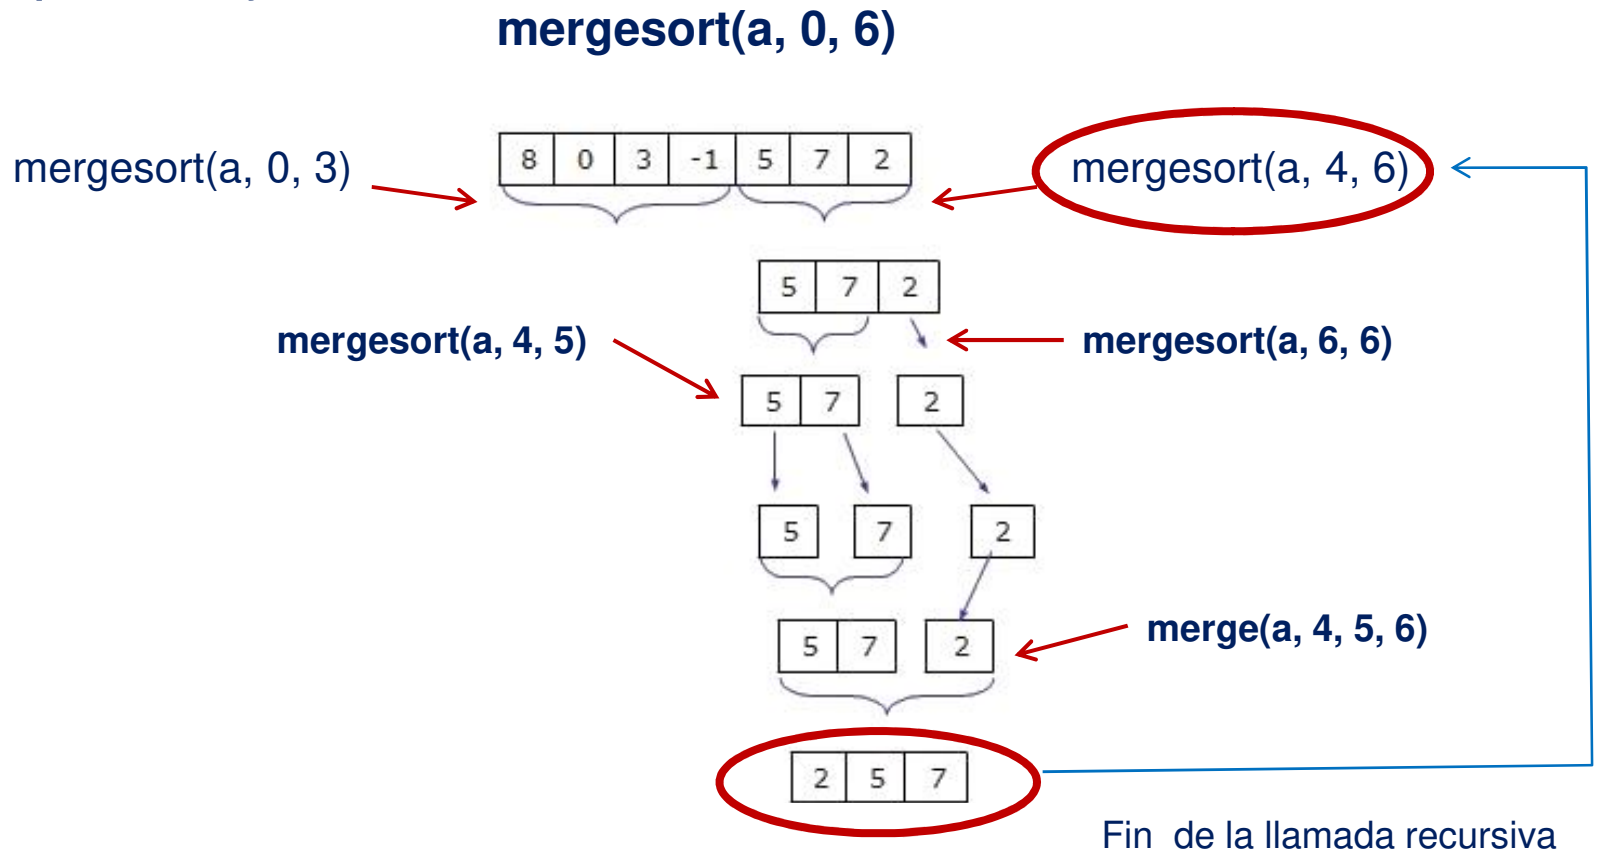 mergesort(a, 0, 6)
mergesort(a, 0, 3)
8 0 3 -1 5 7 2
mergesort(a, 4, 6)
5 7 2
mergesort(a, 4, 5)
mergesort(a, 6, 6)
5 7
2
5
7
2
5 7
2
merge(a, 4, 5, 6)
2 5 7
Fin de la llamada recursiva